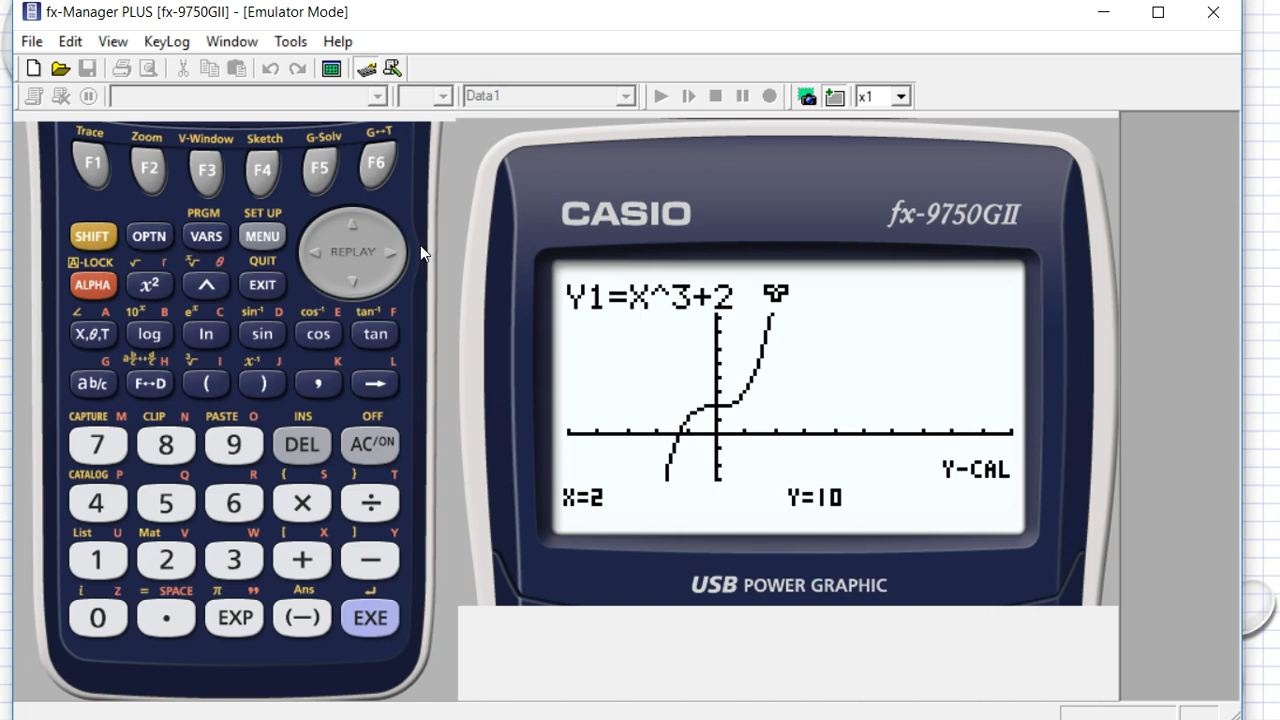 fx-Manager PLUS [fx-9750GII] - [Emulator Mode]
File Edit View KeyLog Window Tools Help
Data1 x1
Trace Zoom V-Window Sketch G-Solv G↔T
F1 F2 F3 F4 F5 F6
PRGM SET UP
SHIFT OPTN VARS MENU REPLAY
A-LOCK √ r ˣ√ θ QUIT
ALPHA x² ^ EXIT
∠ A 10ˣ B eˣ C sin⁻¹ D cos⁻¹ E tan⁻¹ F
X,θ,T log ln sin cos tan
G a b/c↔d/c H ³√ I x⁻¹ J K L
ab/c F↔D ( ) , →
CAPTURE M CLIP N PASTE O INS OFF
7 8 9 DEL AC/ON
CATALOG P Q R { S } T
4 5 6 × ÷
List U Mat V W [ X ] Y
1 2 3 + −
i Z = SPACE π " Ans ↵
0 . EXP (−) EXE
CASIO fx-9750GII
Y1=X^3+2
Y-CAL
X=2 Y=10
USB POWER GRAPHIC